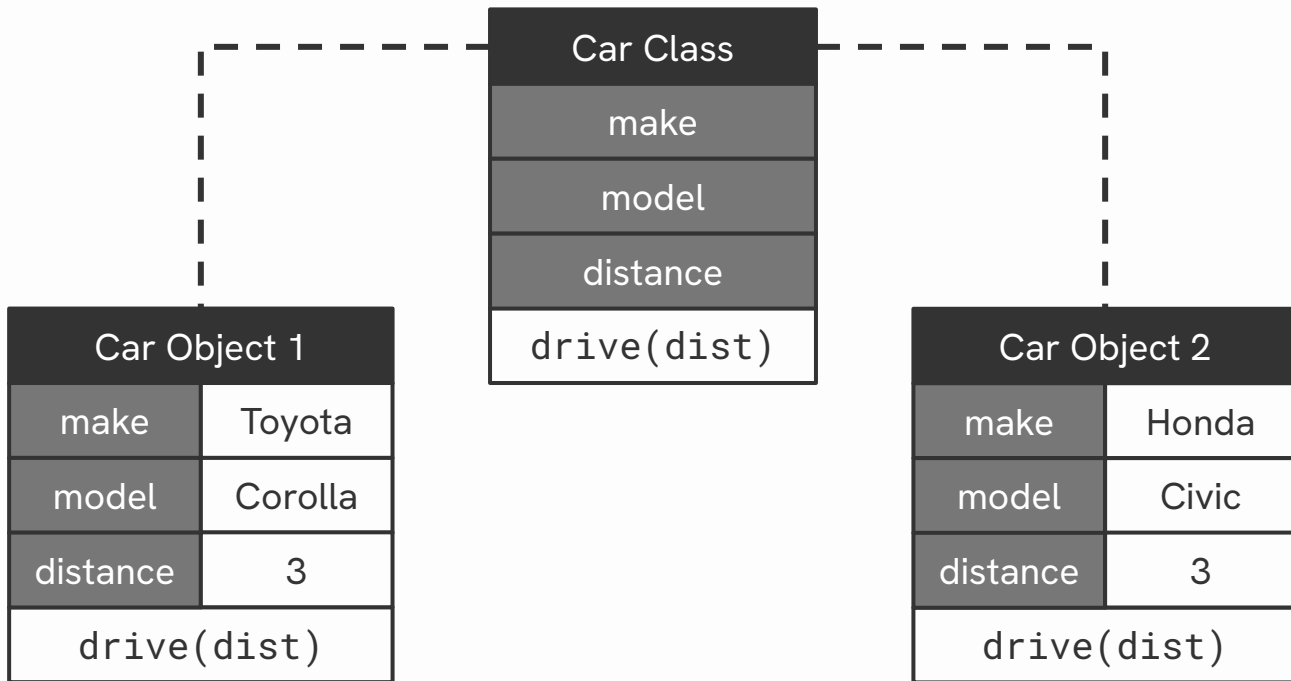 Car Class
make
model
distance
drive(dist)
Car Object 1
make Toyota
model Corolla
distance 3
drive(dist)
Car Object 2
make Honda
model Civic
distance 3
drive(dist)